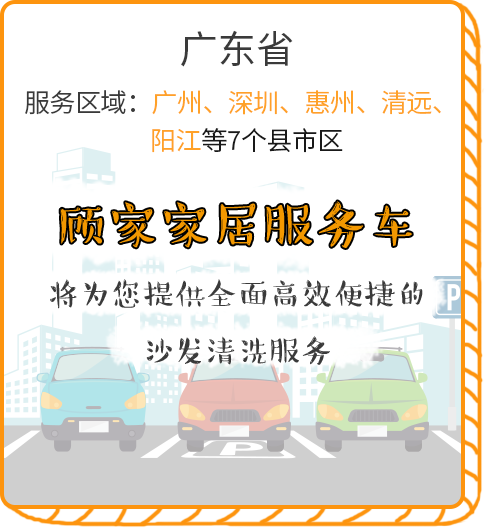 广东省
服务区域：广州、深圳、惠州、清远、
阳江等7个县市区
顾家家居服务车
将为您提供全面高效便捷的
沙发清洗服务
P
P